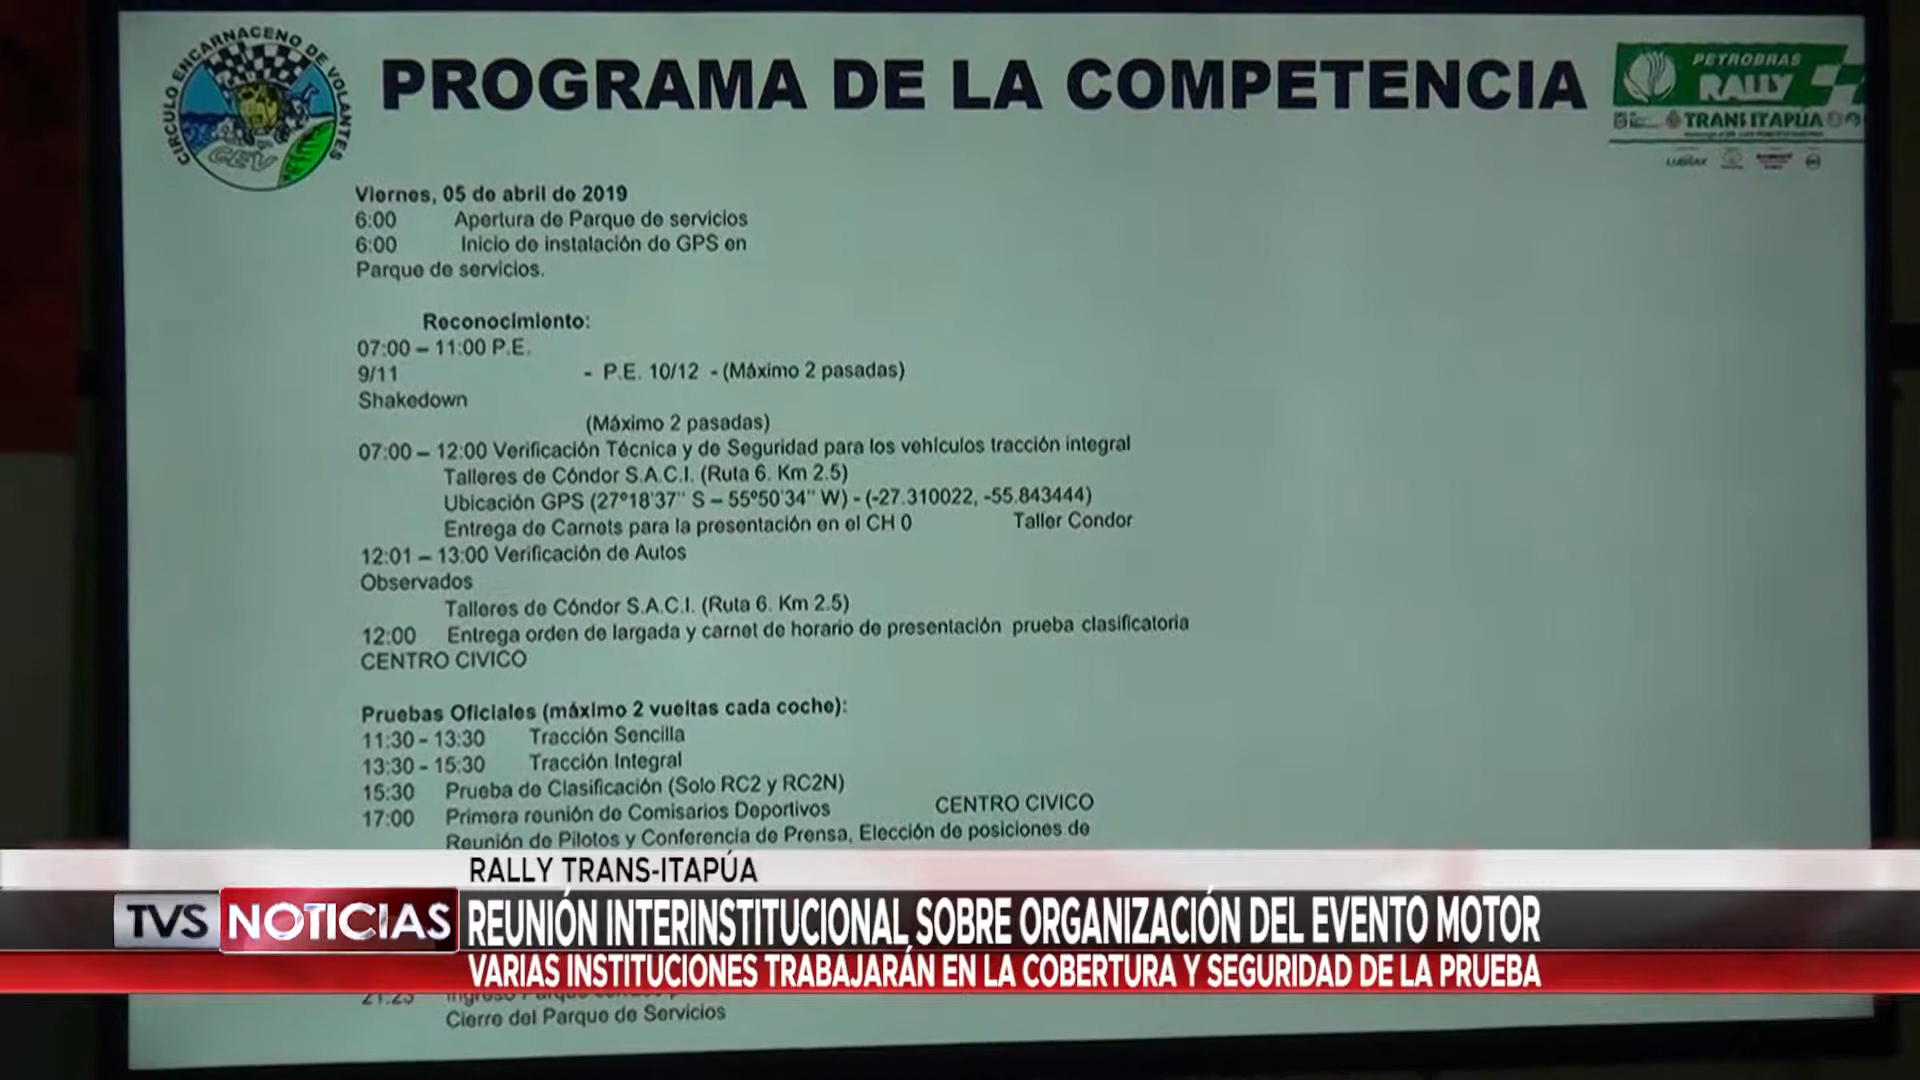 CIRCULO ENCARNACENO DE VOLANTES
CEV
PROGRAMA DE LA COMPETENCIA
PETROBRAS
RALLY
TRANS ITAPÚA
LUBRAX
Viernes, 05 de abril de 2019
6:00 Apertura de Parque de servicios
6:00 Inicio de instalación de GPS en
Parque de servicios.
Reconocimiento:
07:00 – 11:00 P.E.
9/11 - P.E. 10/12 - (Máximo 2 pasadas)
Shakedown
(Máximo 2 pasadas)
07:00 – 12:00 Verificación Técnica y de Seguridad para los vehículos tracción integral
Talleres de Cóndor S.A.C.I. (Ruta 6. Km 2.5)
Ubicación GPS (27º18'37" S – 55º50'34" W) - (-27.310022, -55.843444)
Entrega de Carnets para la presentación en el CH 0 Taller Condor
12:01 – 13:00 Verificación de Autos
Observados
Talleres de Cóndor S.A.C.I. (Ruta 6. Km 2.5)
12:00 Entrega orden de largada y carnet de horario de presentación prueba clasificatoria
CENTRO CIVICO
Pruebas Oficiales (máximo 2 vueltas cada coche):
11:30 - 13:30 Tracción Sencilla
13:30 - 15:30 Tracción Integral
15:30 Prueba de Clasificación (Solo RC2 y RC2N)
17:00 Primera reunión de Comisarios Deportivos CENTRO CIVICO
Reunión de Pilotos y Conferencia de Prensa, Elección de posiciones de
RALLY TRANS-ITAPÚA
TVS NOTICIAS
REUNIÓN INTERINSTITUCIONAL SOBRE ORGANIZACIÓN DEL EVENTO MOTOR
VARIAS INSTITUCIONES TRABAJARÁN EN LA COBERTURA Y SEGURIDAD DE LA PRUEBA
Cierre del Parque de Servicios